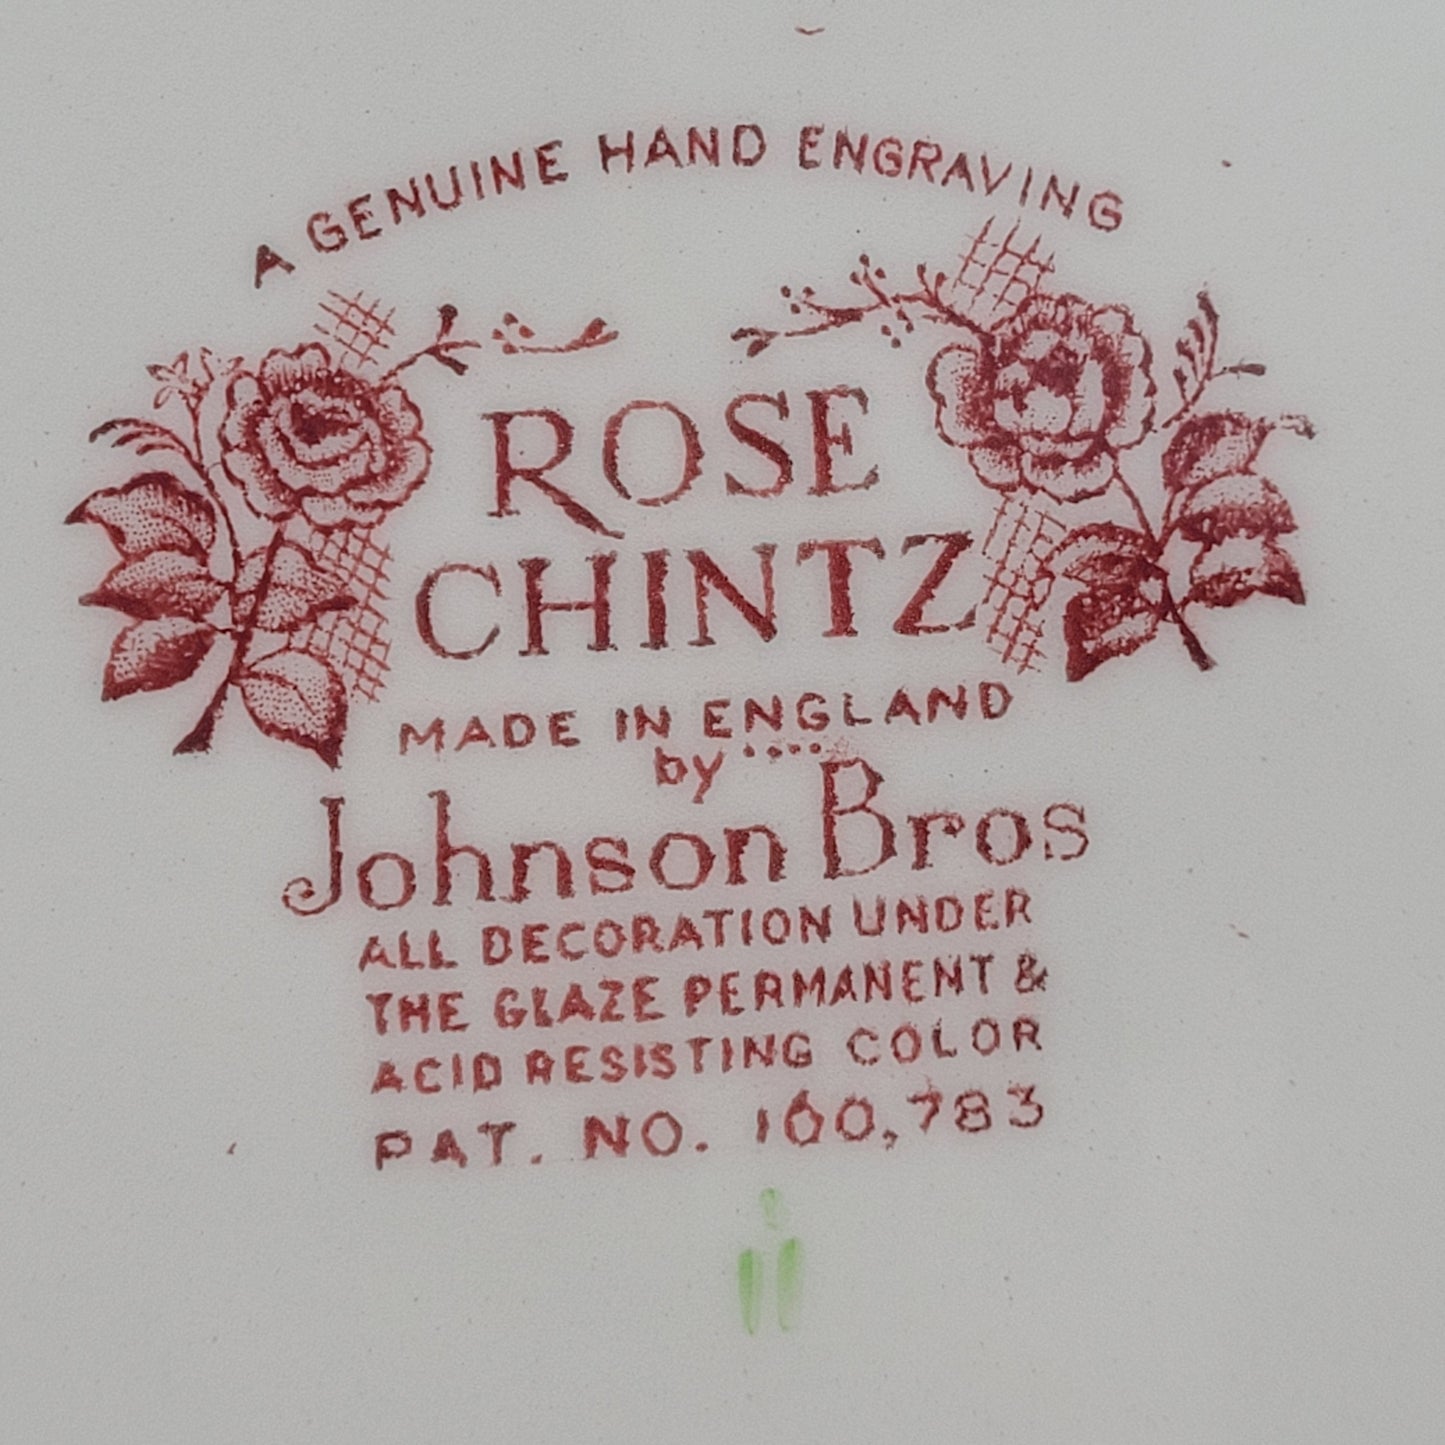 A GENUINE HAND ENGRAVING
ROSE
CHINTZ
MADE IN ENGLAND
by ....
Johnson Bros
ALL DECORATION UNDER
THE GLAZE PERMANENT &
ACID RESISTING COLOR
PAT. NO. 160,783